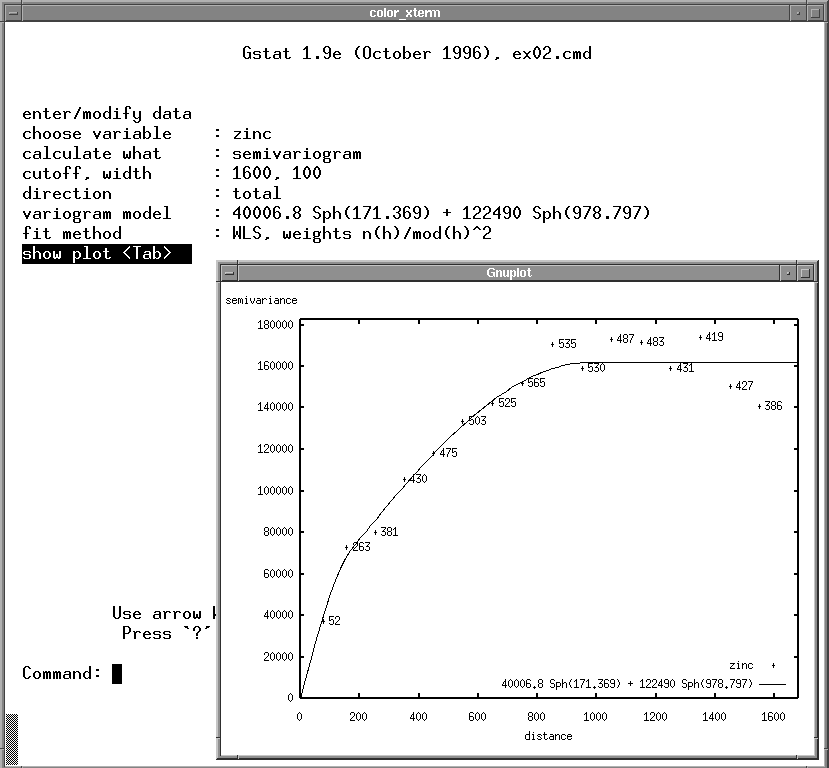 color_xterm
Gstat 1.9e (October 1996), ex02.cmd
enter/modify data
choose variable : zinc
calculate what : semivariogram
cutoff, width : 1600, 100
direction : total
variogram model : 40006.8 Sph(171.369) + 122490 Sph(978.797)
fit method : WLS, weights n(h)/mod(h)^2
show plot <Tab>
Gnuplot
semivariance
180000
160000
140000
120000
100000
80000
60000
40000
20000
0
52
263
381
430
475
503
525
565
535
530
487
483
431
419
427
386
zinc
40006.8 Sph(171.369) + 122490 Sph(978.797)
0 200 400 600 800 1000 1200 1400 1600
distance
Use arrow
Press `?´
Command: